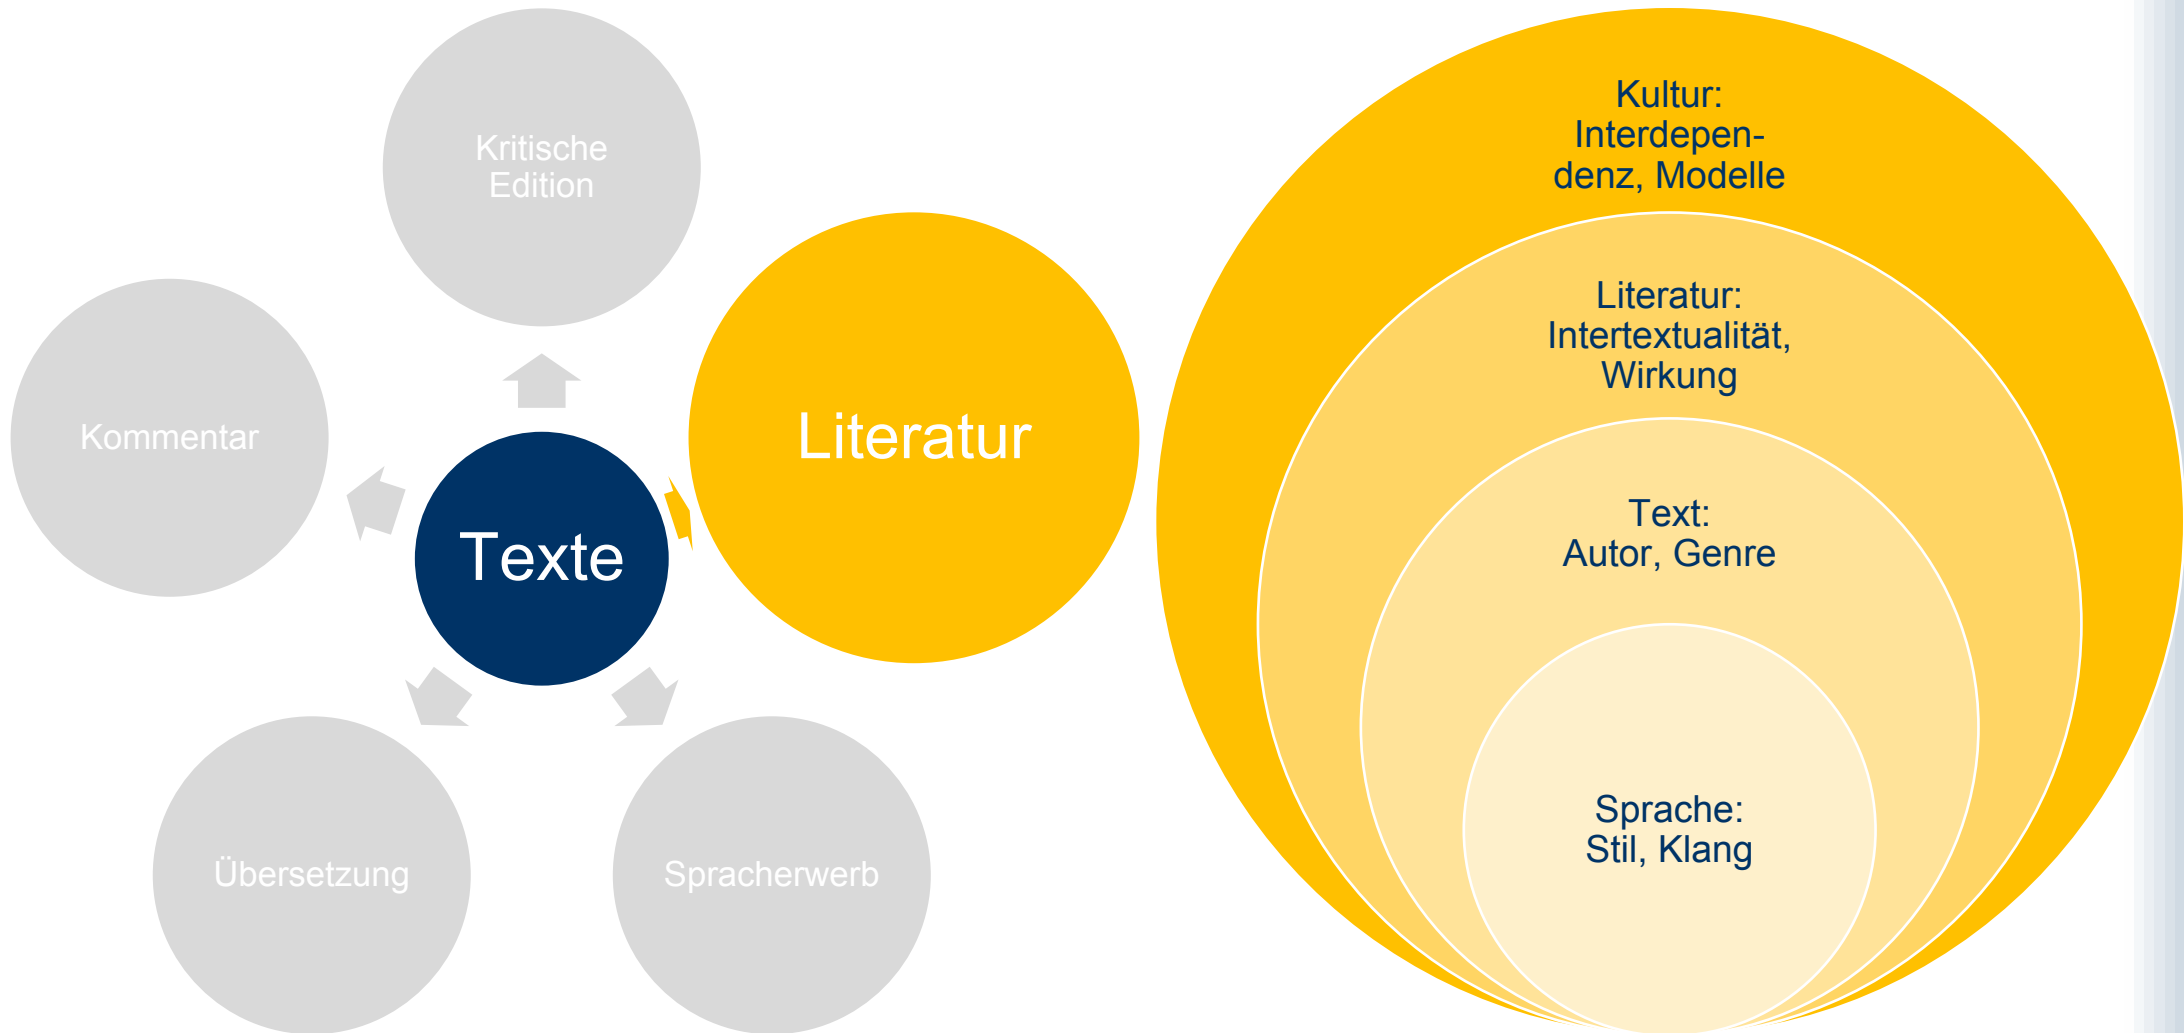 Kritische
Edition
Kommentar
Literatur
Texte
Übersetzung
Spracherwerb
Kultur:
Interdepen-
denz, Modelle
Literatur:
Intertextualität,
Wirkung
Text:
Autor, Genre
Sprache:
Stil, Klang